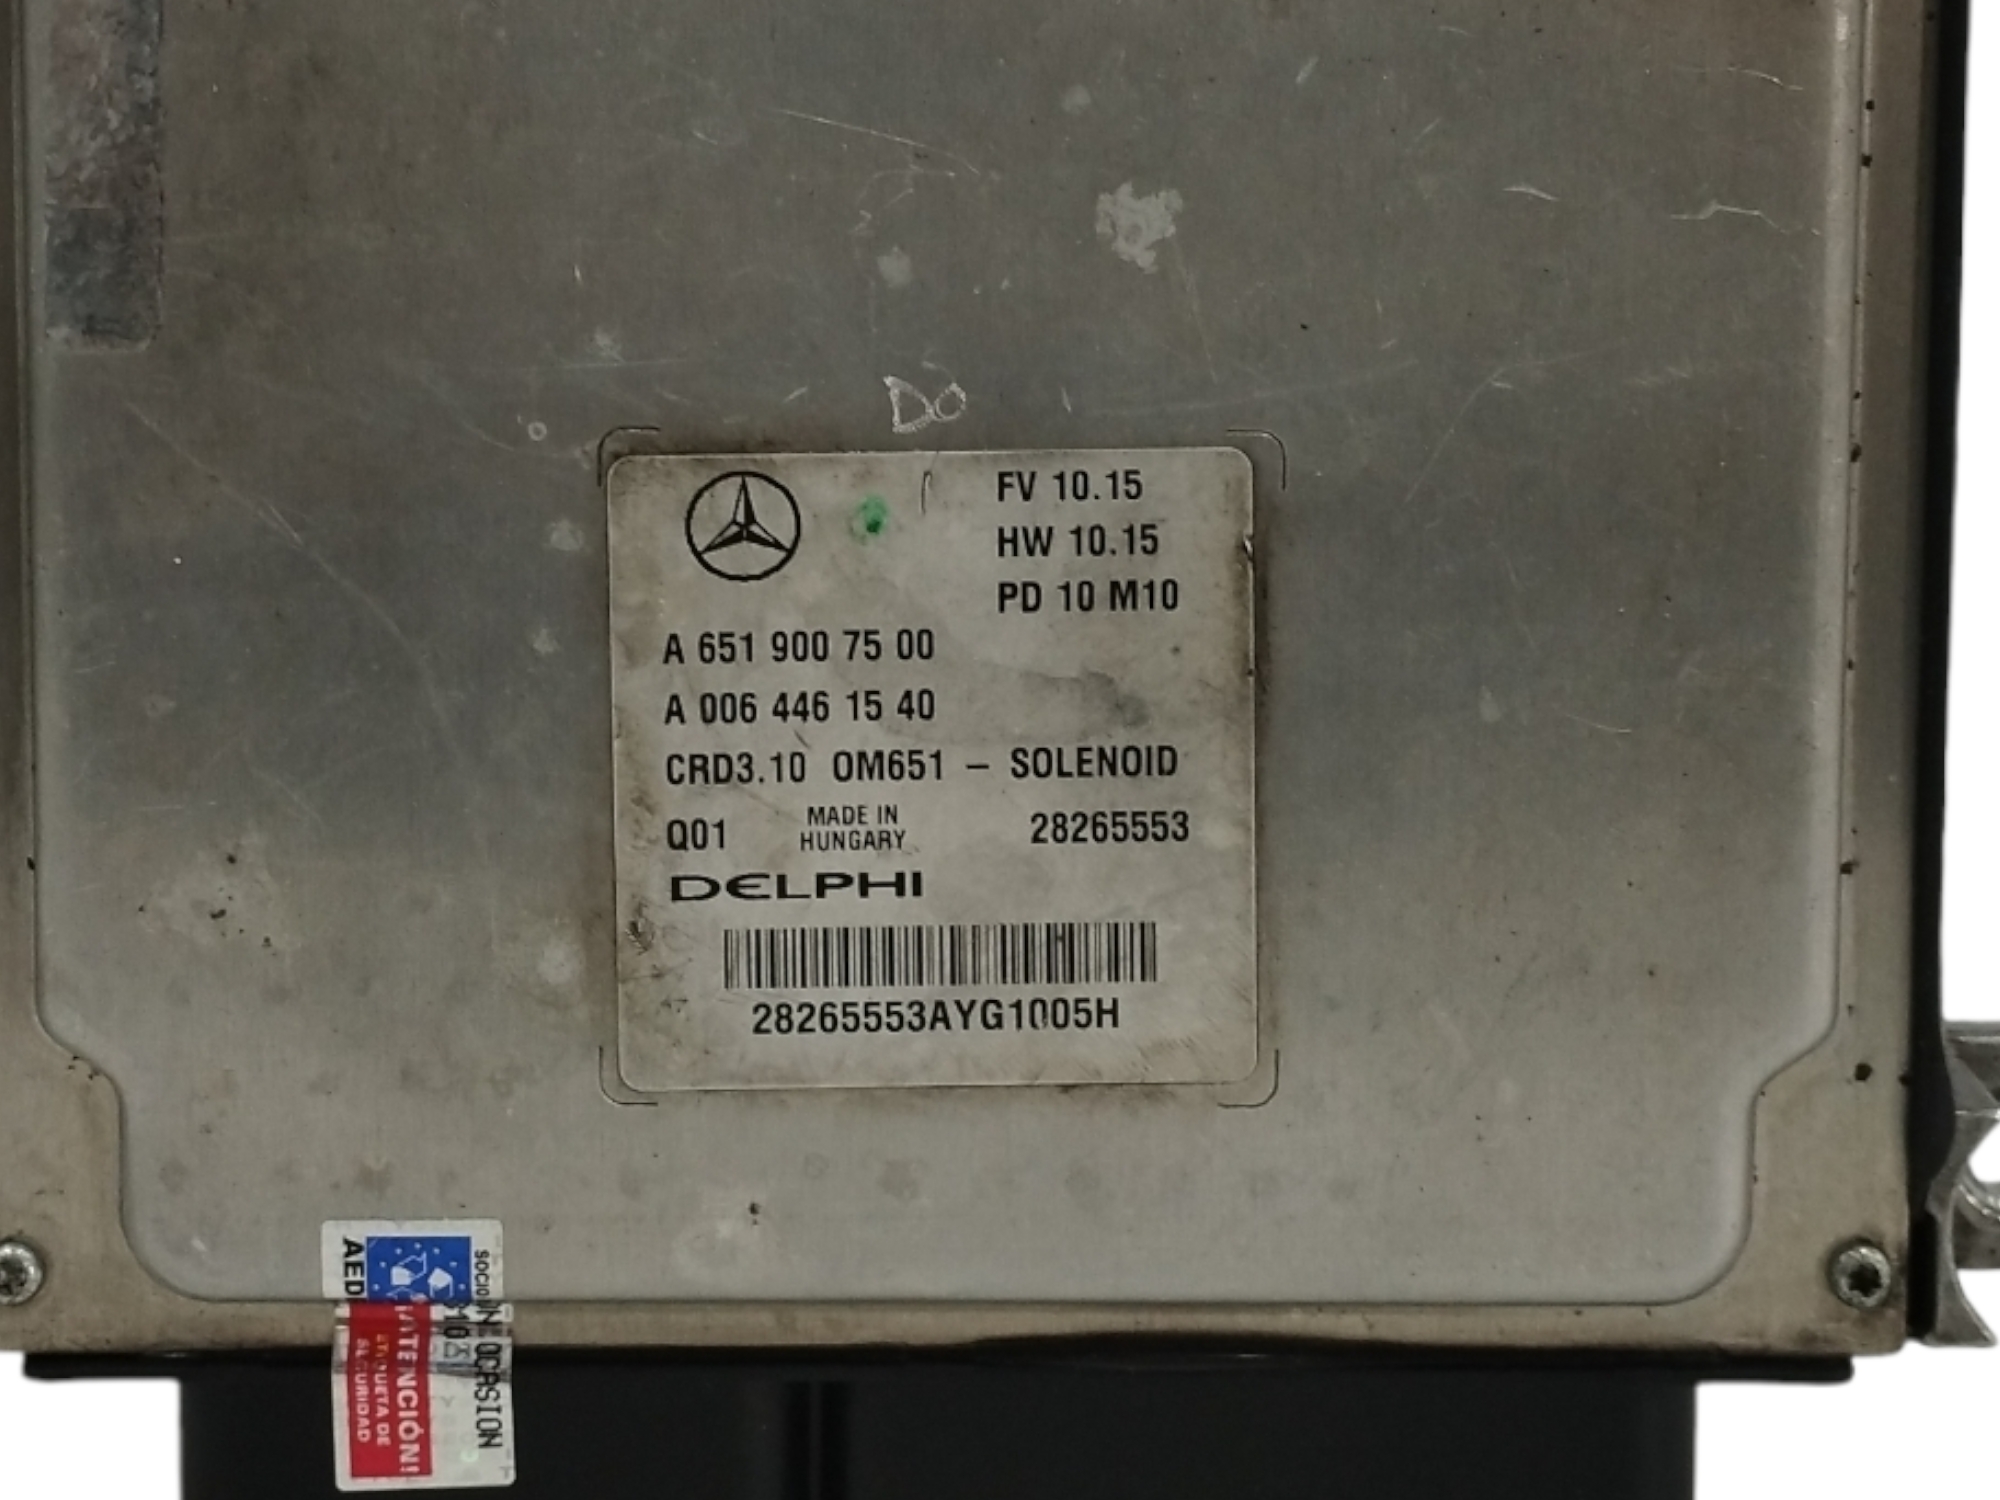 DO
FV 10.15
HW 10.15
PD 10 M10
A 651 900 75 00
A 006 446 15 40
CRD3.10 OM651 – SOLENOID
Q01 MADE IN HUNGARY 28265553
DELPHI
28265553AYG1005H
AED
¡ATENCIÓN!
ETIQUETA DE
SEGURIDAD
OCASION